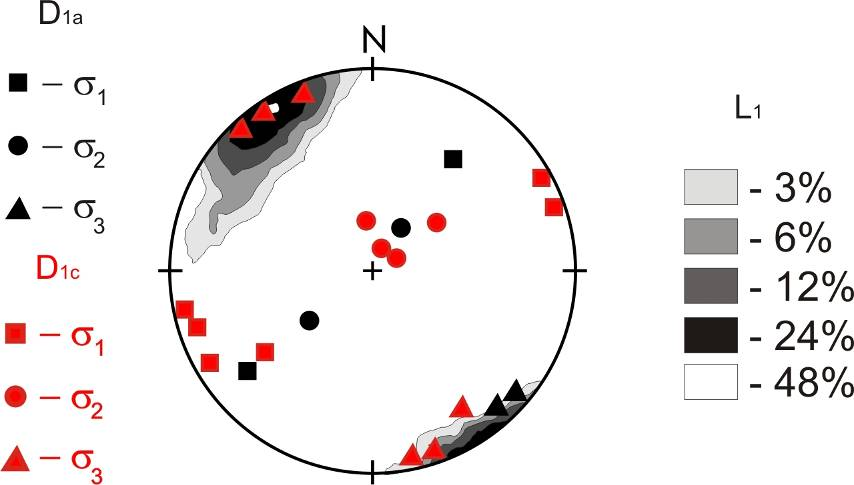 D1a
– σ1
– σ2
– σ3
D1c
– σ1
– σ2
– σ3
N
L1
- 3%
- 6%
- 12%
- 24%
- 48%